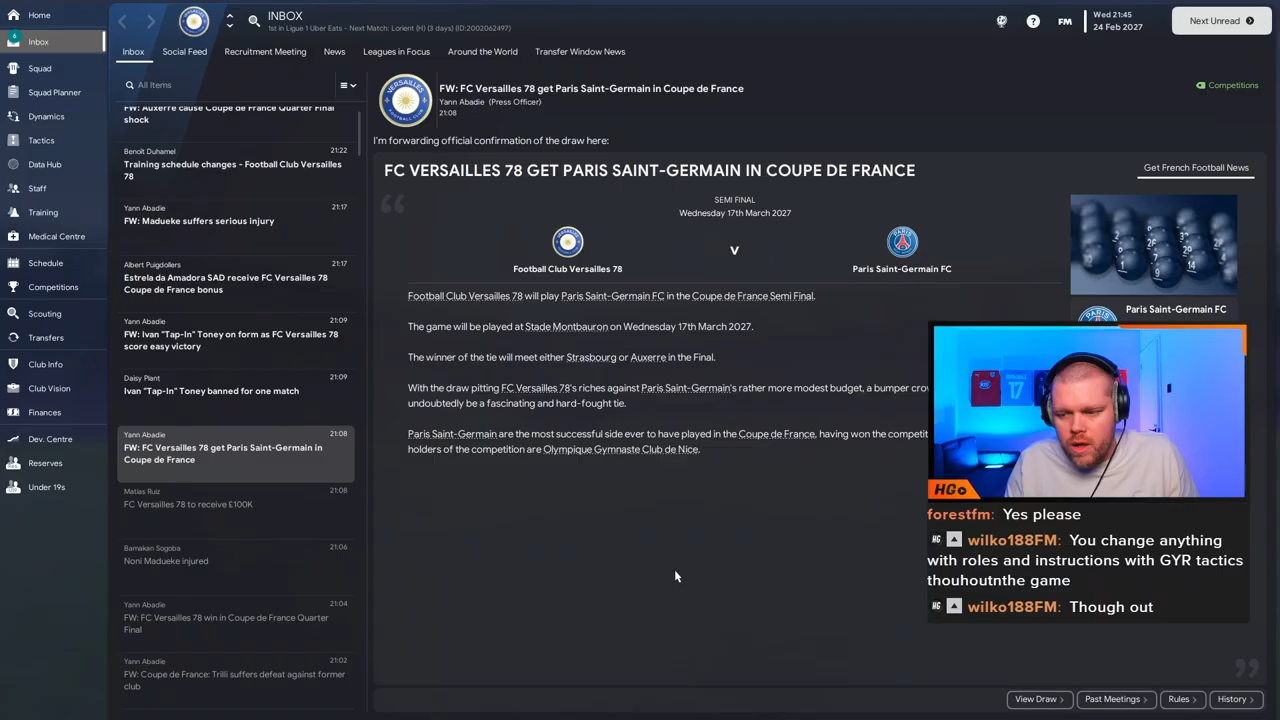 INBOX
1st in Ligue 1 Uber Eats - Next Match: Lorient (H) (3 days) (ID:2002062497)
FM
Wed 21:45
24 Feb 2027
Next Unread
Home
6
Inbox
Squad
Squad Planner
Dynamics
Tactics
Data Hub
Staff
Training
Medical Centre
Schedule
Competitions
Scouting
Transfers
Club Info
Club Vision
Finances
Dev. Centre
Reserves
Under 19s
Inbox
Social Feed
Recruitment Meeting
News
Leagues in Focus
Around the World
Transfer Window News
All Items
FW: Auxerre cause Coupe de France Quarter Final
shock
Benoît Duhamel
21:22
Training schedule changes - Football Club Versailles
78
Yann Abadie
21:17
FW: Madueke suffers serious injury
Albert Puigdollers
21:17
Estrela da Amadora SAD receive FC Versailles 78
Coupe de France bonus
Yann Abadie
21:09
FW: Ivan "Tap-In" Toney on form as FC Versailles 78
score easy victory
Daisy Plant
21:09
Ivan "Tap-In" Toney banned for one match
Yann Abadie
21:08
FW: FC Versailles 78 get Paris Saint-Germain in
Coupe de France
Matias Ruiz
21:08
FC Versailles 78 to receive £100K
Bamakan Sogoba
21:06
Noni Madueke injured
Yann Abadie
21:04
FW: FC Versailles 78 win in Coupe de France Quarter
Final
Yann Abadie
21:02
FW: Coupe de France: Trilli suffers defeat against former
club
VERSAILLES
FW: FC Versailles 78 get Paris Saint-Germain in Coupe de France
Yann Abadie (Press Officer)
21:08
Competitions
I'm forwarding official confirmation of the draw here:
FC VERSAILLES 78 GET PARIS SAINT-GERMAIN IN COUPE DE FRANCE
Get French Football News
SEMI FINAL
Wednesday 17th March 2027
v
Football Club Versailles 78
Paris Saint-Germain FC
Football Club Versailles 78 will play Paris Saint-Germain FC in the Coupe de France Semi Final.
The game will be played at Stade Montbauron on Wednesday 17th March 2027.
The winner of the tie will meet either Strasbourg or Auxerre in the Final.
With the draw pitting FC Versailles 78's riches against Paris Saint-Germain's rather more modest budget, a bumper crow
undoubtedly be a fascinating and hard-fought tie.
Paris Saint-Germain are the most successful side ever to have played in the Coupe de France, having won the competit
holders of the competition are Olympique Gymnaste Club de Nice.
Paris Saint-Germain FC
17
HGo
forestfm: Yes please
HG wilko188FM: You change anything
with roles and instructions with GYR tactics
thouhoutnthe game
HG wilko188FM: Though out
View Draw
Past Meetings
Rules
History